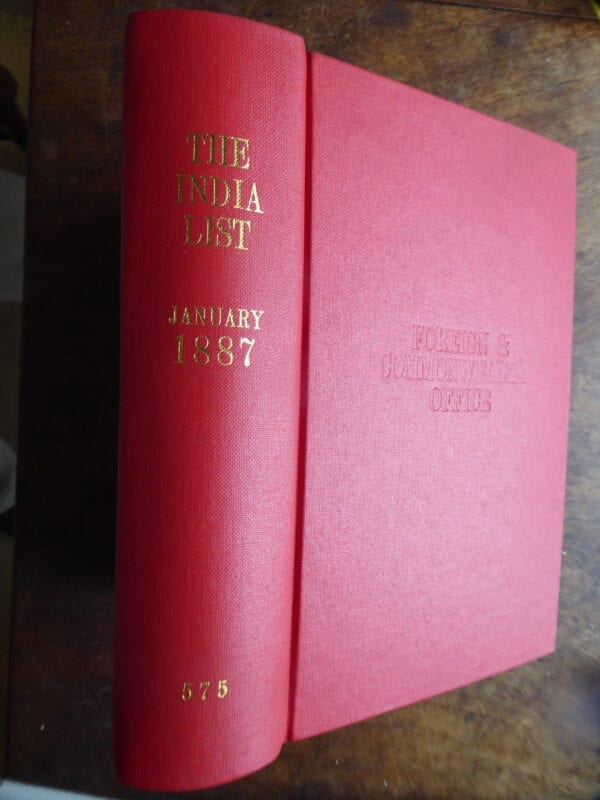 THE
INDIA
LIST
JANUARY
1887
575
FOREIGN &
COMMONWEALTH
OFFICE